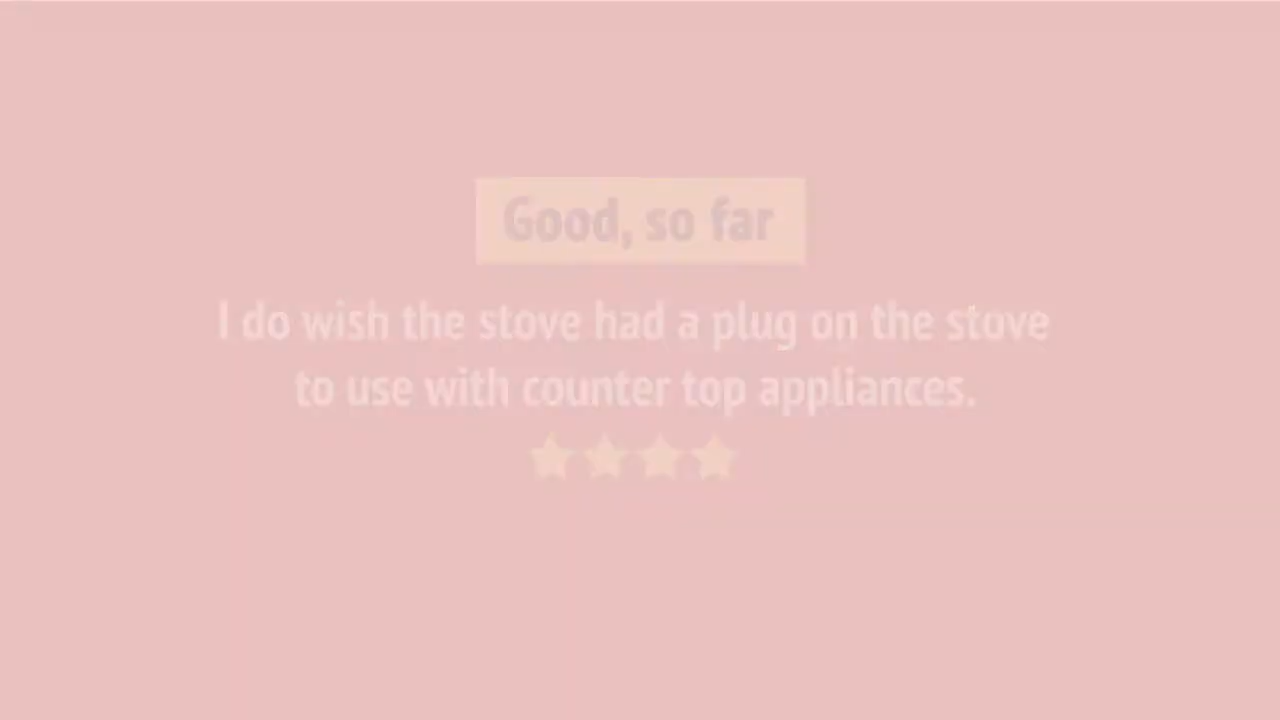 Good, so far
I do wish the stove had a plug on the stove
to use with counter top appliances.